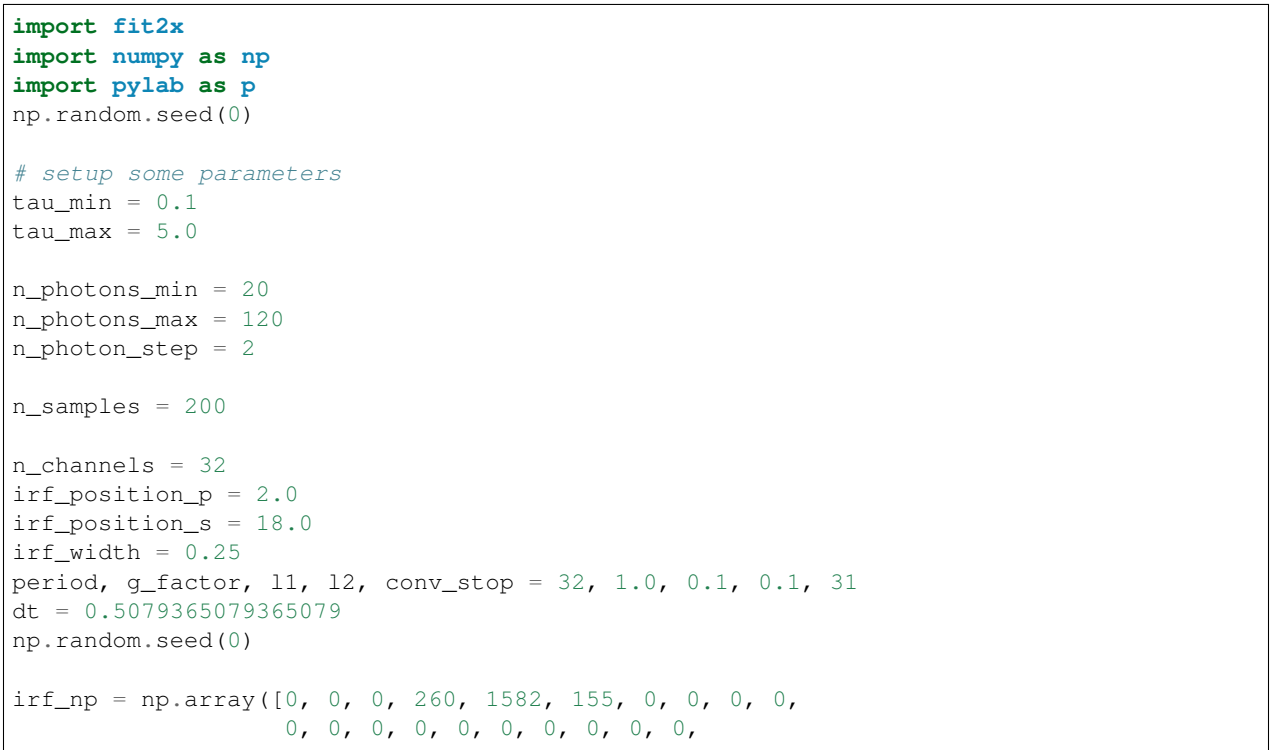 import fit2x
import numpy as np
import pylab as p
np.random.seed(0)

# setup some parameters
tau_min = 0.1
tau_max = 5.0

n_photons_min = 20
n_photons_max = 120
n_photon_step = 2

n_samples = 200

n_channels = 32
irf_position_p = 2.0
irf_position_s = 18.0
irf_width = 0.25
period, g_factor, l1, l2, conv_stop = 32, 1.0, 0.1, 0.1, 31
dt = 0.5079365079365079
np.random.seed(0)

irf_np = np.array([0, 0, 0, 260, 1582, 155, 0, 0, 0, 0,
                   0, 0, 0, 0, 0, 0, 0, 0, 0, 0,